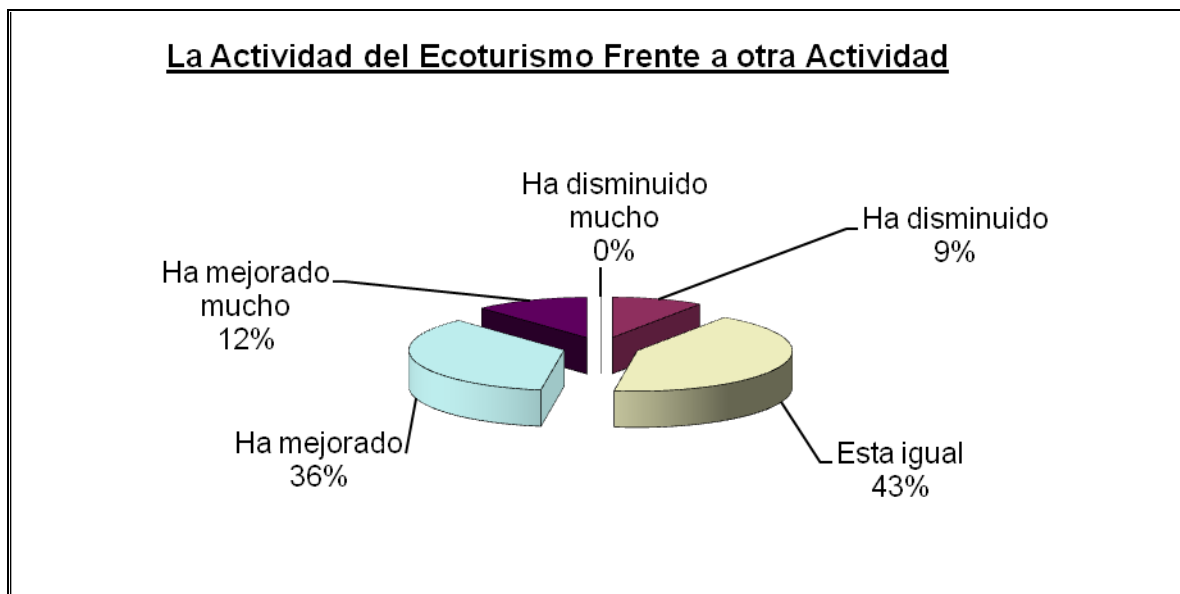 La Actividad del Ecoturismo Frente a otra Actividad
Ha disminuido
mucho
0%
Ha disminuido
9%
Ha mejorado
mucho
12%
Ha mejorado
36%
Esta igual
43%